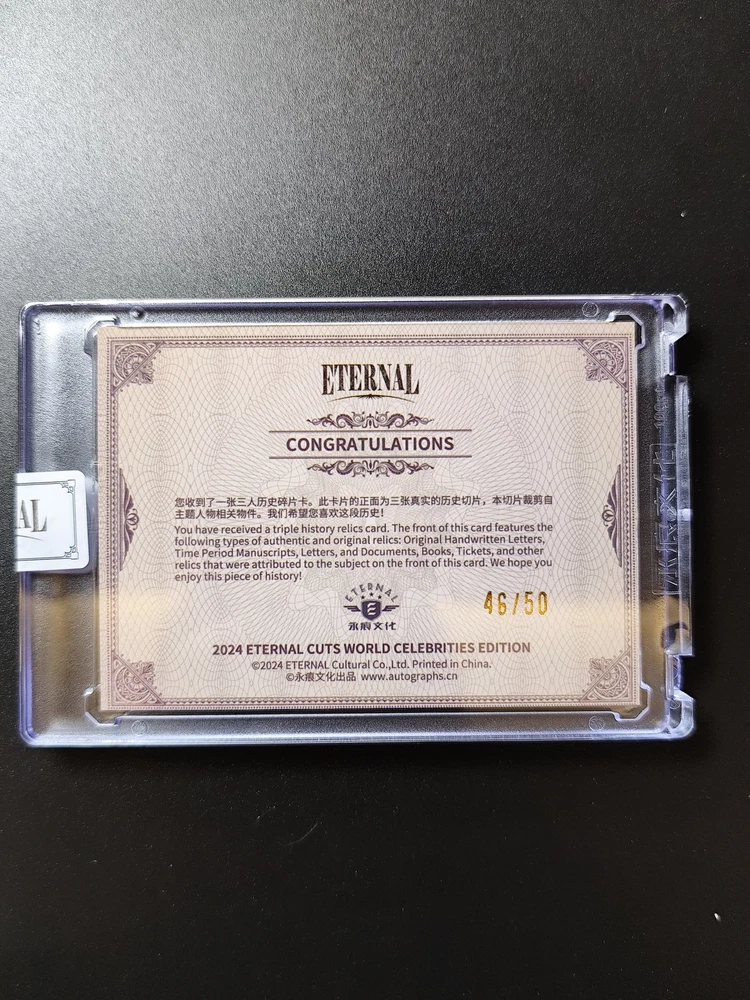 ETERNAL
CONGRATULATIONS
您收到了一张三人历史碎片卡。此卡片的正面为三张真实的历史切片，本切片裁剪自
主题人物相关物件。我们希望您喜欢这段历史！
You have received a triple history relics card. The front of this card features the
following types of authentic and original relics: Original Handwritten Letters,
Time Period Manuscripts, Letters, and Documents, Books, Tickets, and other
relics that were attributed to the subject on the front of this card. We hope you
enjoy this piece of history!
AL
ETERNAL
E
永痕文化
46/50
2024 ETERNAL CUTS WORLD CELEBRITIES EDITION
©2024 ETERNAL Cultural Co.,Ltd. Printed in China.
©永痕文化出品 www.autographs.cn